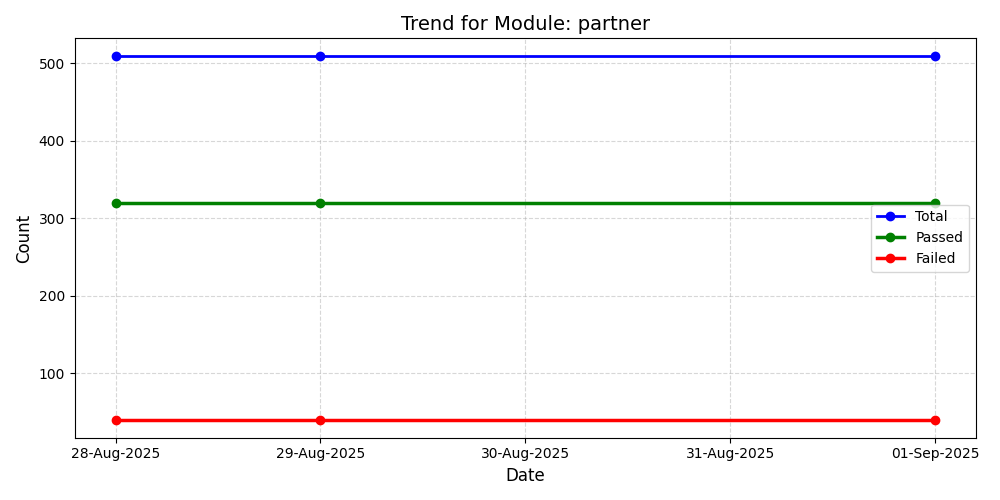 Trend for Module: partner
500
400
300
200
100
Count
Total
Passed
Failed
28-Aug-2025
29-Aug-2025
30-Aug-2025
31-Aug-2025
01-Sep-2025
Date